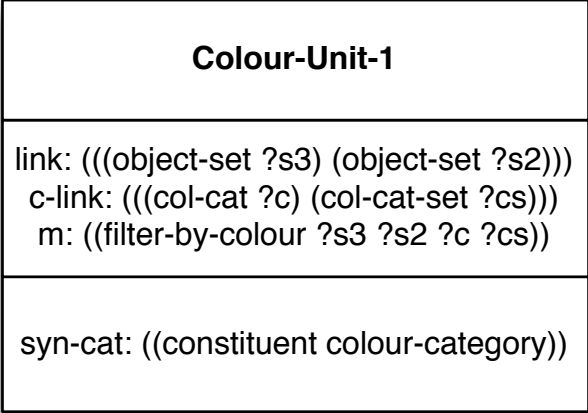 Colour-Unit-1
link: (((object-set ?s3) (object-set ?s2)))
c-link: (((col-cat ?c) (col-cat-set ?cs)))
m: ((filter-by-colour ?s3 ?s2 ?c ?cs))
syn-cat: ((constituent colour-category))